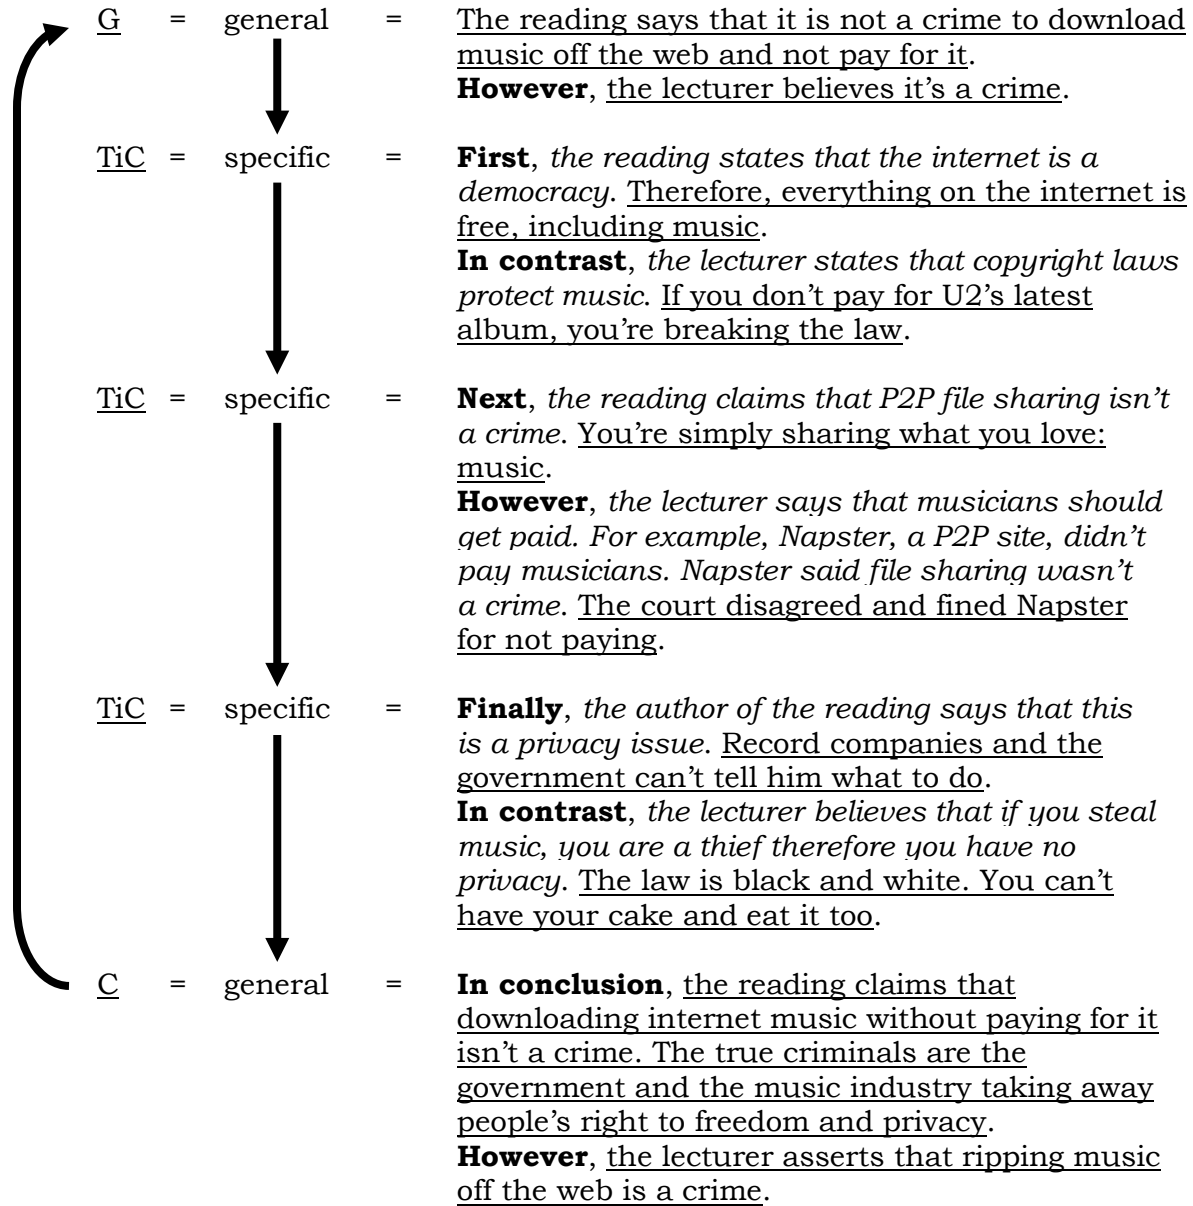 G = general = The reading says that it is not a crime to download
music off the web and not pay for it.
However, the lecturer believes it's a crime.
TiC = specific = First, the reading states that the internet is a
democracy. Therefore, everything on the internet is
free, including music.
In contrast, the lecturer states that copyright laws
protect music. If you don't pay for U2's latest
album, you're breaking the law.
TiC = specific = Next, the reading claims that P2P file sharing isn't
a crime. You're simply sharing what you love:
music.
However, the lecturer says that musicians should
get paid. For example, Napster, a P2P site, didn't
pay musicians. Napster said file sharing wasn't
a crime. The court disagreed and fined Napster
for not paying.
TiC = specific = Finally, the author of the reading says that this
is a privacy issue. Record companies and the
government can't tell him what to do.
In contrast, the lecturer believes that if you steal
music, you are a thief therefore you have no
privacy. The law is black and white. You can't
have your cake and eat it too.
C = general = In conclusion, the reading claims that
downloading internet music without paying for it
isn't a crime. The true criminals are the
government and the music industry taking away
people's right to freedom and privacy.
However, the lecturer asserts that ripping music
off the web is a crime.